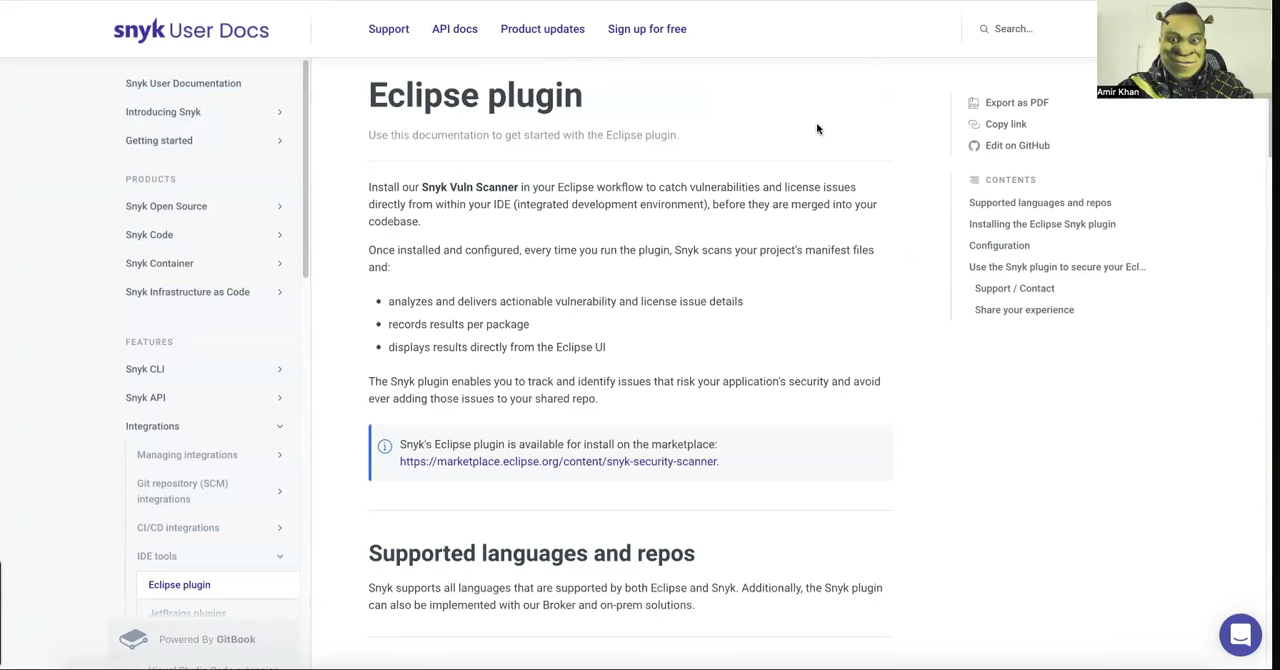 snyk User Docs
Support
API docs
Product updates
Sign up for free
Search...
Amir Khan
Snyk User Documentation
Introducing Snyk
Getting started
PRODUCTS
Snyk Open Source
Snyk Code
Snyk Container
Snyk Infrastructure as Code
FEATURES
Snyk CLI
Snyk API
Integrations
Managing integrations
Git repository (SCM)
integrations
CI/CD integrations
IDE tools
Eclipse plugin
JetBrains plugins
Powered By GitBook
Visual Studio Code extension
Eclipse plugin
Use this documentation to get started with the Eclipse plugin.
Install our Snyk Vuln Scanner in your Eclipse workflow to catch vulnerabilities and license issues
directly from within your IDE (integrated development environment), before they are merged into your
codebase.
Once installed and configured, every time you run the plugin, Snyk scans your project's manifest files
and:
• analyzes and delivers actionable vulnerability and license issue details
• records results per package
• displays results directly from the Eclipse UI
The Snyk plugin enables you to track and identify issues that risk your application's security and avoid
ever adding those issues to your shared repo.
Snyk's Eclipse plugin is available for install on the marketplace:
https://marketplace.eclipse.org/content/snyk-security-scanner.
Supported languages and repos
Snyk supports all languages that are supported by both Eclipse and Snyk. Additionally, the Snyk plugin
can also be implemented with our Broker and on-prem solutions.
Export as PDF
Copy link
Edit on GitHub
CONTENTS
Supported languages and repos
Installing the Eclipse Snyk plugin
Configuration
Use the Snyk plugin to secure your Ecl...
Support / Contact
Share your experience